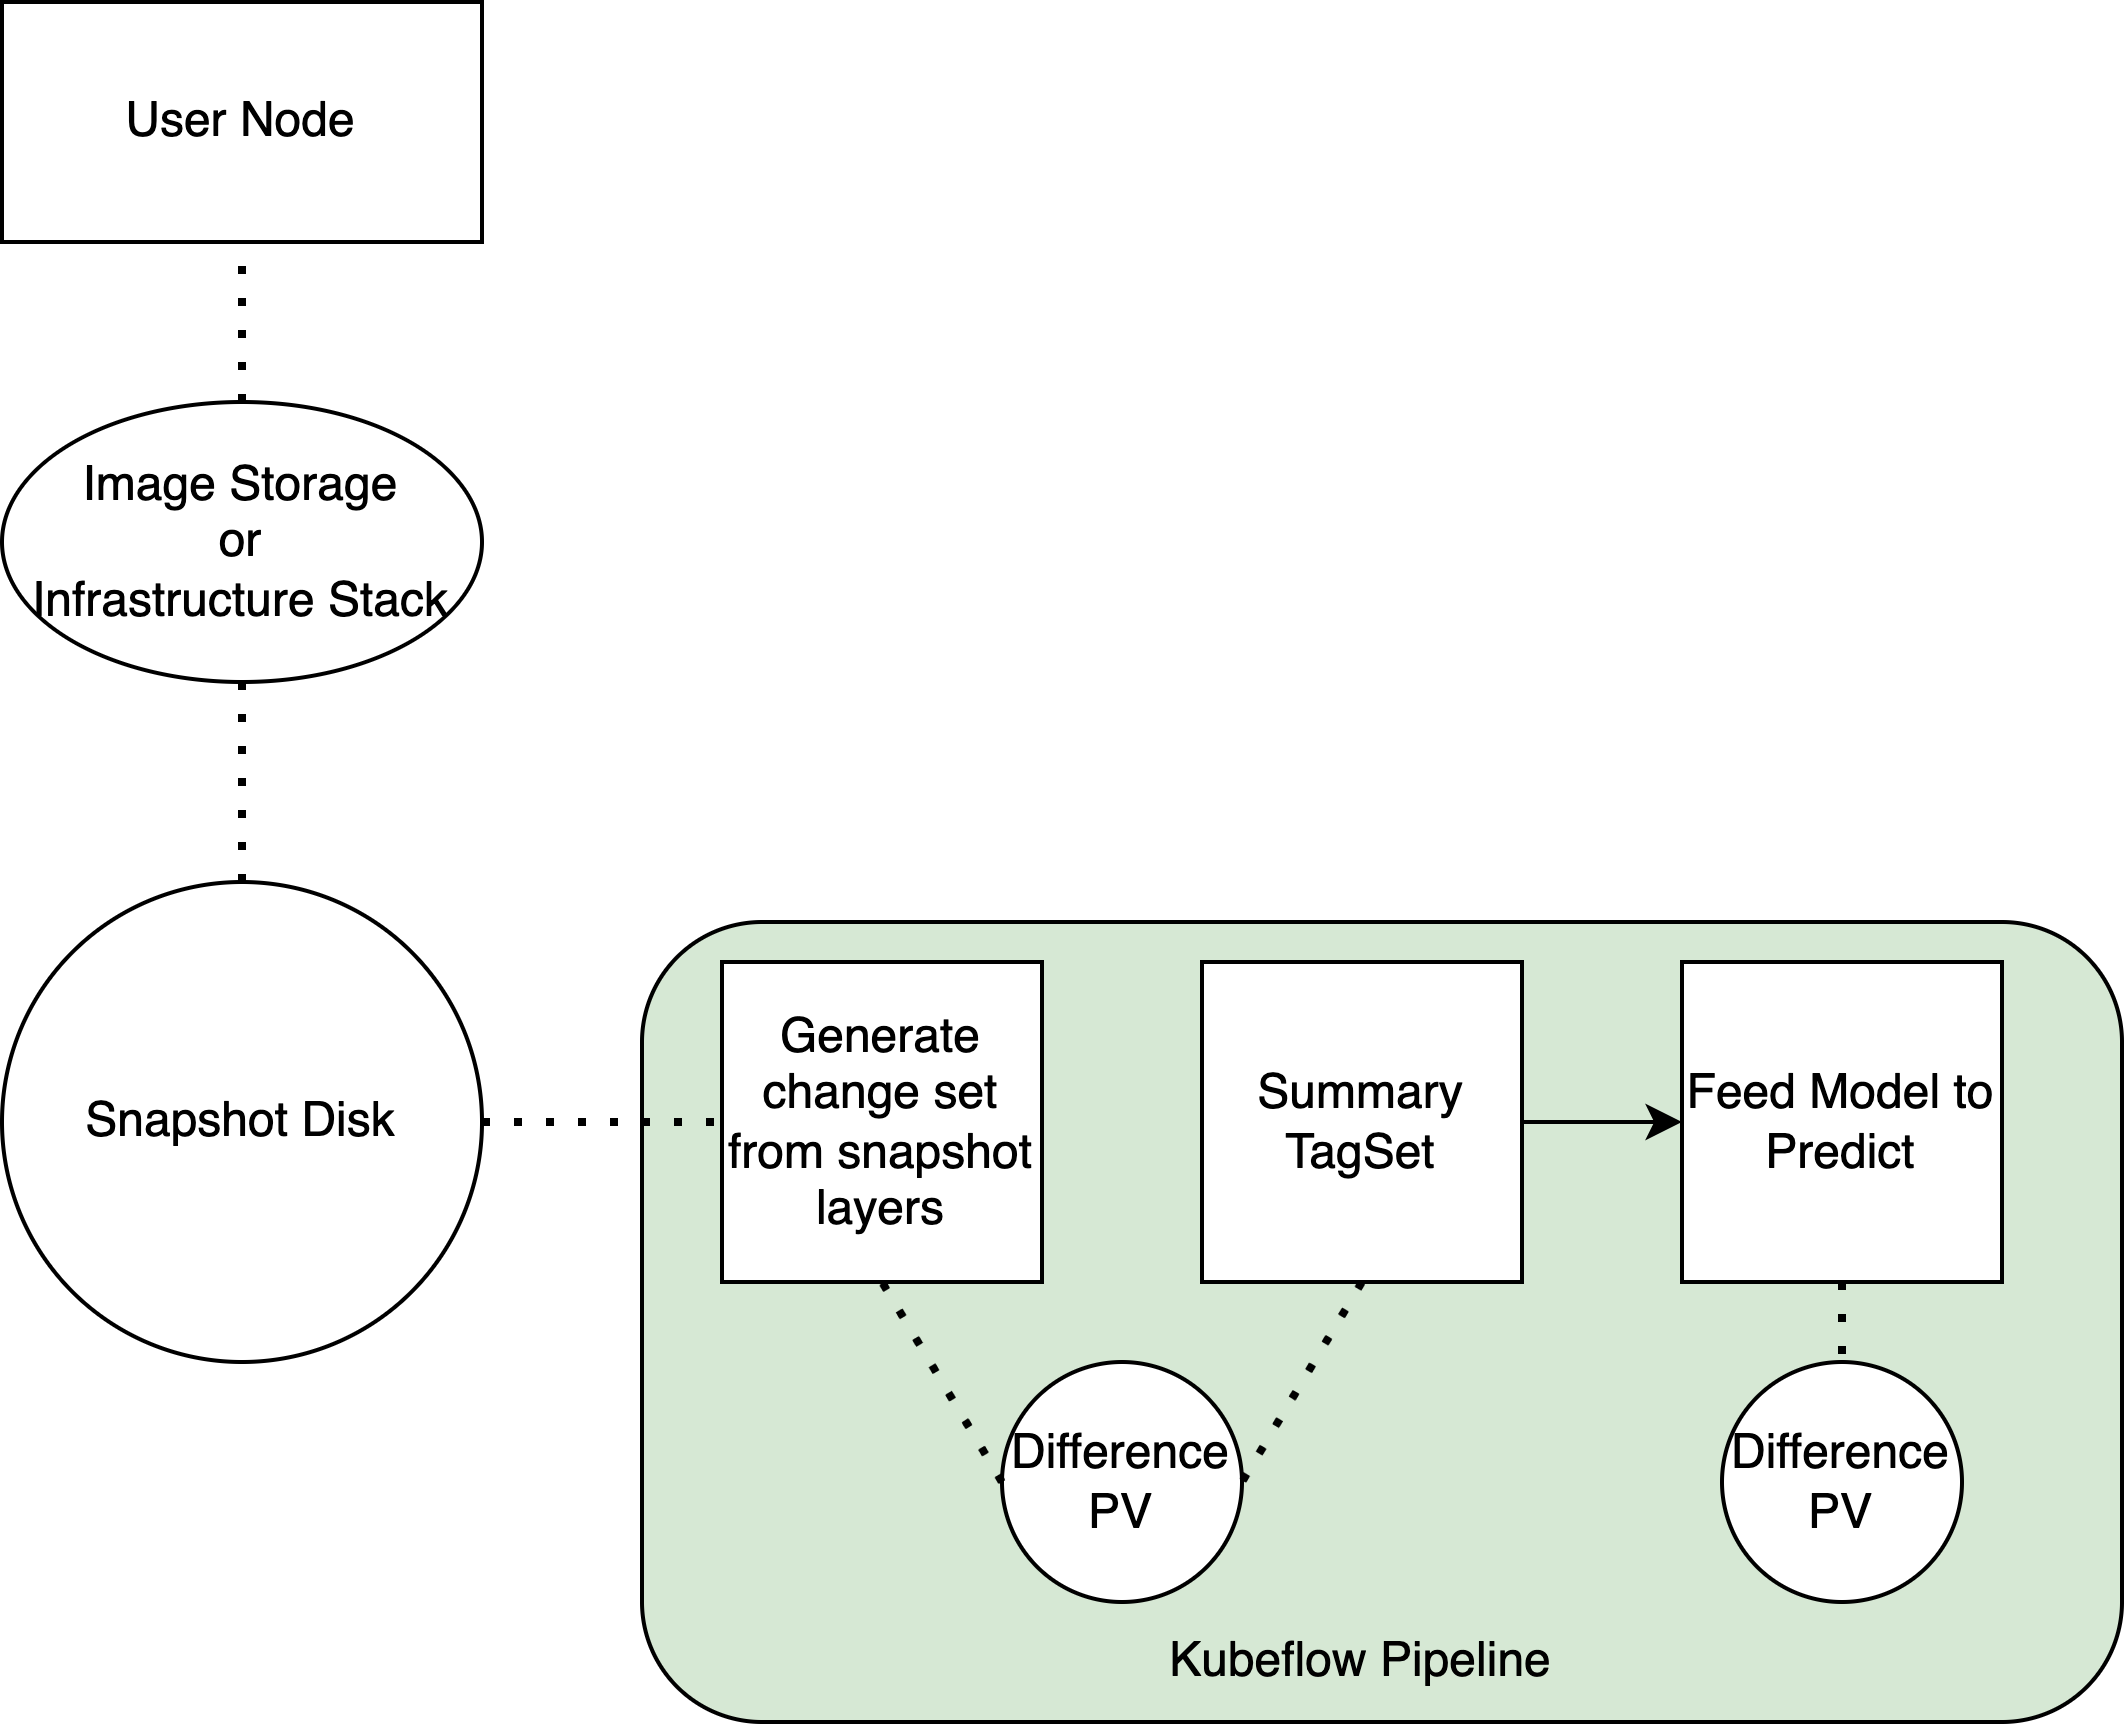 User Node
Image Storage
or
Infrastructure Stack
Snapshot Disk
Generate
change set
from snapshot
layers
Summary
TagSet
Feed Model to
Predict
Difference
PV
Difference
PV
Kubeflow Pipeline